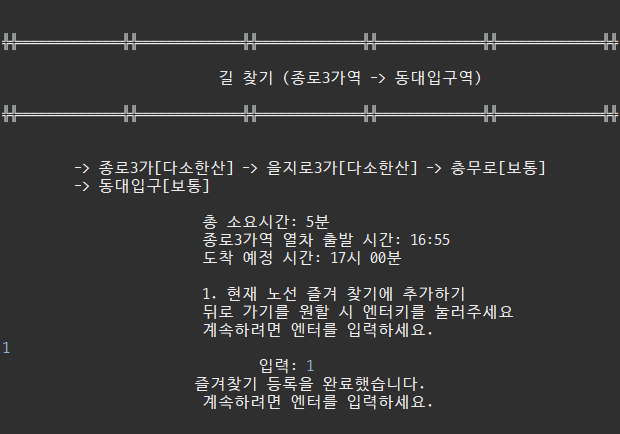 길 찾기 (종로3가역 -> 동대입구역)
-> 종로3가[다소한산] -> 을지로3가[다소한산] -> 충무로[보통]
-> 동대입구[보통]
총 소요시간: 5분
종로3가역 열차 출발 시간: 16:55
도착 예정 시간: 17시 00분
1. 현재 노선 즐겨 찾기에 추가하기
뒤로 가기를 원할 시 엔터키를 눌러주세요
계속하려면 엔터를 입력하세요.
1
입력: 1
즐겨찾기 등록을 완료했습니다.
계속하려면 엔터를 입력하세요.